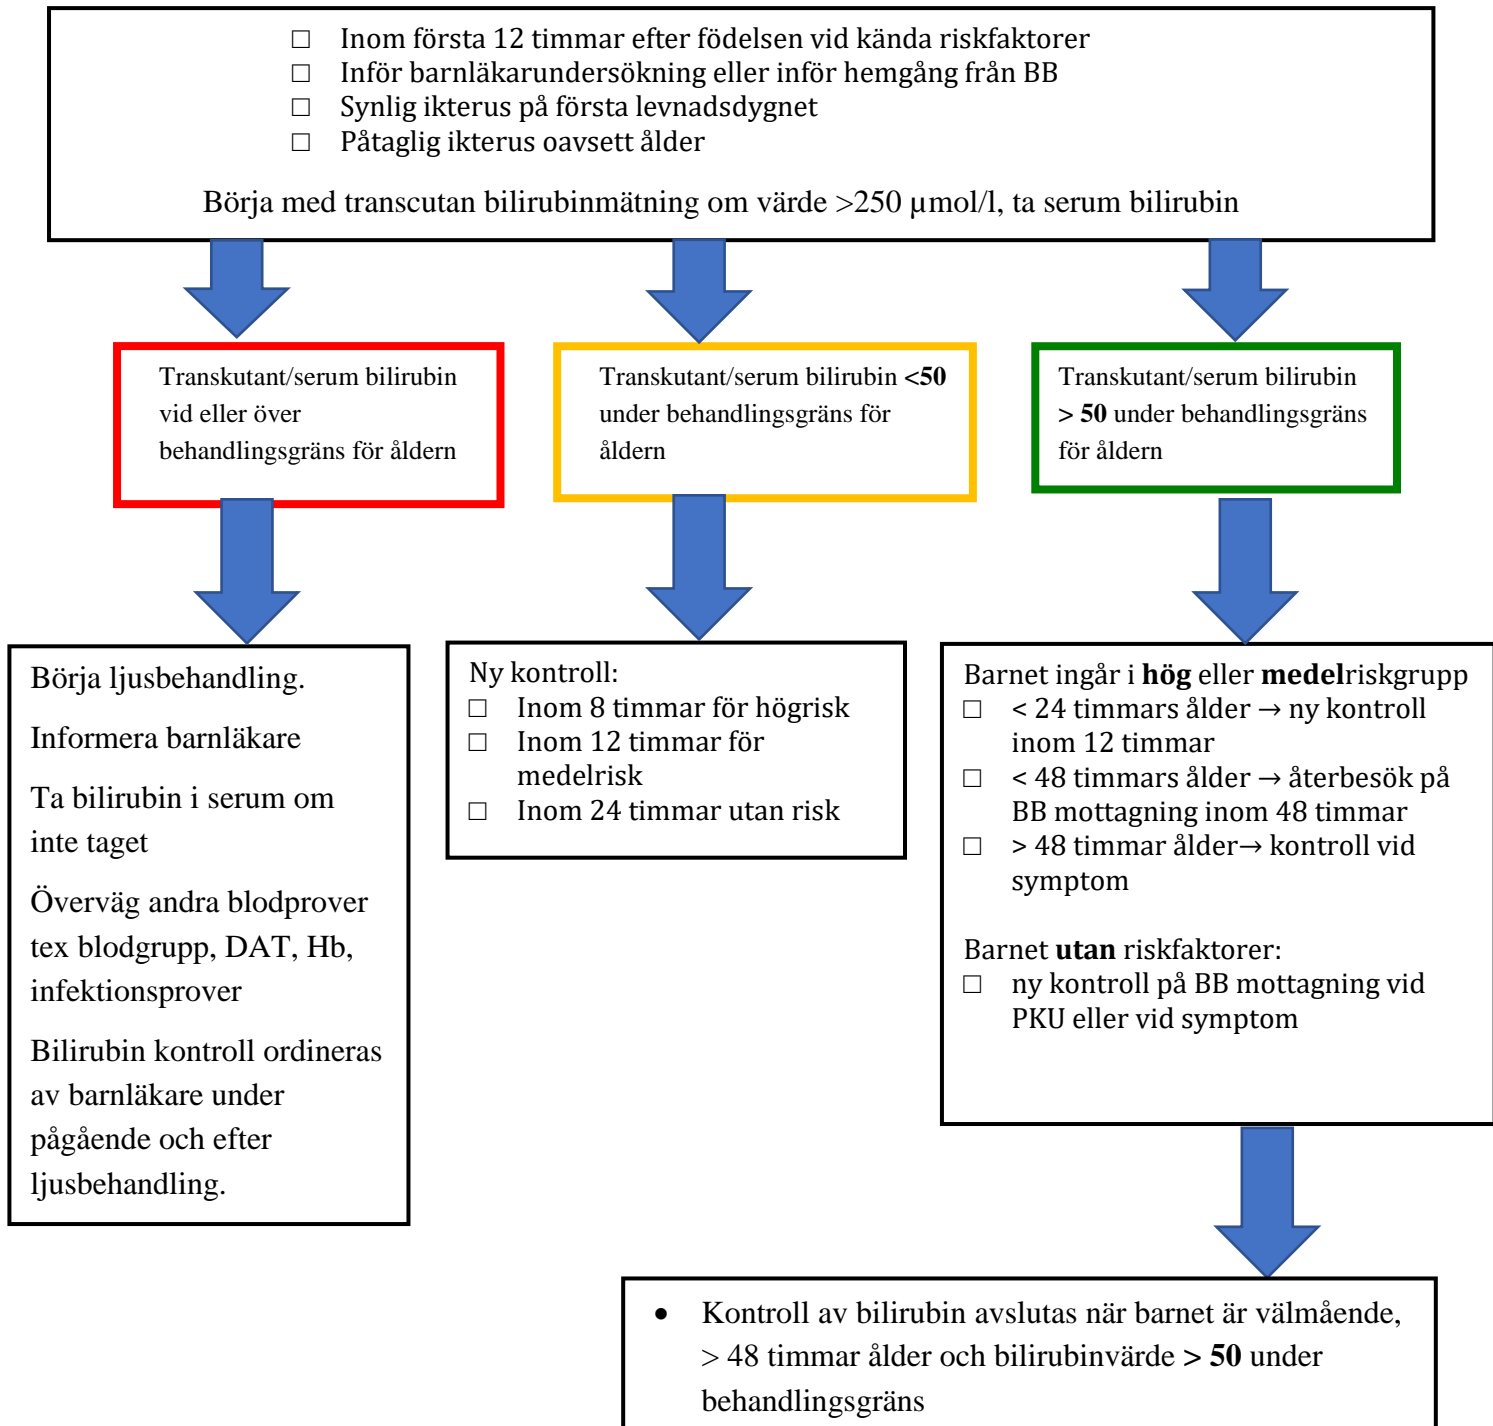 ☐ Inom första 12 timmar efter födelsen vid kända riskfaktorer
☐ Inför barnläkarundersökning eller inför hemgång från BB
☐ Synlig ikterus på första levnadsdygnet
☐ Påtaglig ikterus oavsett ålder
Börja med transcutan bilirubinmätning om värde >250 µmol/l, ta serum bilirubin
Transkutant/serum bilirubin
vid eller över
behandlingsgräns för åldern
Transkutant/serum bilirubin <50
under behandlingsgräns för
åldern
Transkutant/serum bilirubin
> 50 under behandlingsgräns
för åldern
Börja ljusbehandling.
Informera barnläkare
Ta bilirubin i serum om
inte taget
Överväg andra blodprover
tex blodgrupp, DAT, Hb,
infektionsprover
Bilirubin kontroll ordineras
av barnläkare under
pågående och efter
ljusbehandling.
Ny kontroll:
☐ Inom 8 timmar för högrisk
☐ Inom 12 timmar för
medelrisk
☐ Inom 24 timmar utan risk
Barnet ingår i hög eller medelriskgrupp
☐ < 24 timmars ålder → ny kontroll
inom 12 timmar
☐ < 48 timmars ålder → återbesök på
BB mottagning inom 48 timmar
☐ > 48 timmar ålder→ kontroll vid
symptom
Barnet utan riskfaktorer:
☐ ny kontroll på BB mottagning vid
PKU eller vid symptom
• Kontroll av bilirubin avslutas när barnet är välmående,
> 48 timmar ålder och bilirubinvärde > 50 under
behandlingsgräns